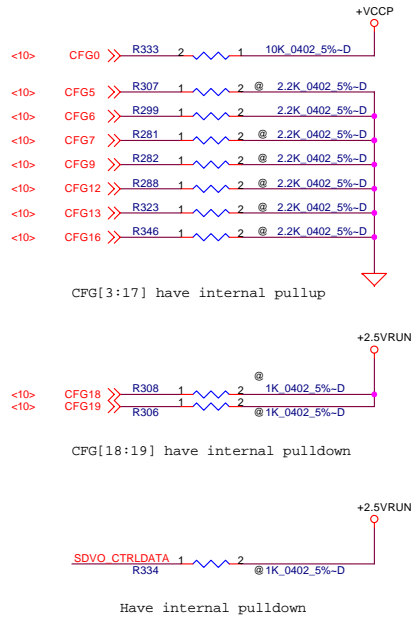 +VCCP
<10> CFG0 R333 2 1 10K_0402_5%~D
<10> CFG5 R307 1 2 @ 2.2K_0402_5%~D
<10> CFG6 R299 1 2 2.2K_0402_5%~D
<10> CFG7 R281 1 2 @ 2.2K_0402_5%~D
<10> CFG9 R282 1 2 @ 2.2K_0402_5%~D
<10> CFG12 R288 1 2 @ 2.2K_0402_5%~D
<10> CFG13 R323 1 2 @ 2.2K_0402_5%~D
<10> CFG16 R346 1 2 @ 2.2K_0402_5%~D
CFG[3:17] have internal pullup
+2.5VRUN
@
<10> CFG18 R308 1 2 1K_0402_5%~D
<10> CFG19 R306 1 2 @1K_0402_5%~D
CFG[18:19] have internal pulldown
+2.5VRUN
SDVO_CTRLDATA 1 2
R334 @1K_0402_5%~D
Have internal pulldown